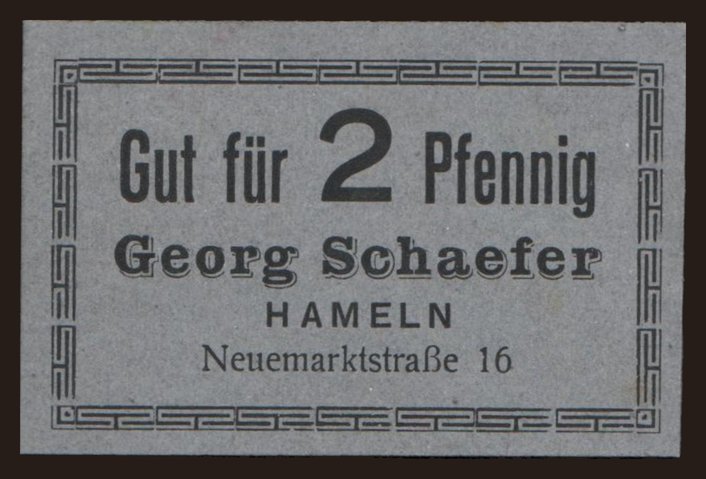 Gut für 2 Pfennig
Georg Schaefer
HAMELN
Neuemarktstraße 16